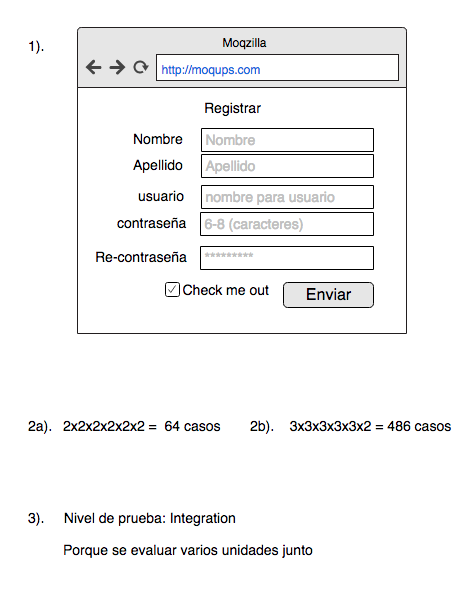 1).
Moqzilla
http://moqups.com
Registrar
Nombre Nombre
Apellido Apellido
usuario nombre para usuario
contraseña 6-8 (caracteres)
Re-contraseña *********
Check me out Enviar
2a). 2x2x2x2x2x2 = 64 casos 2b). 3x3x3x3x3x2 = 486 casos
3). Nivel de prueba: Integration
Porque se evaluar varios unidades junto